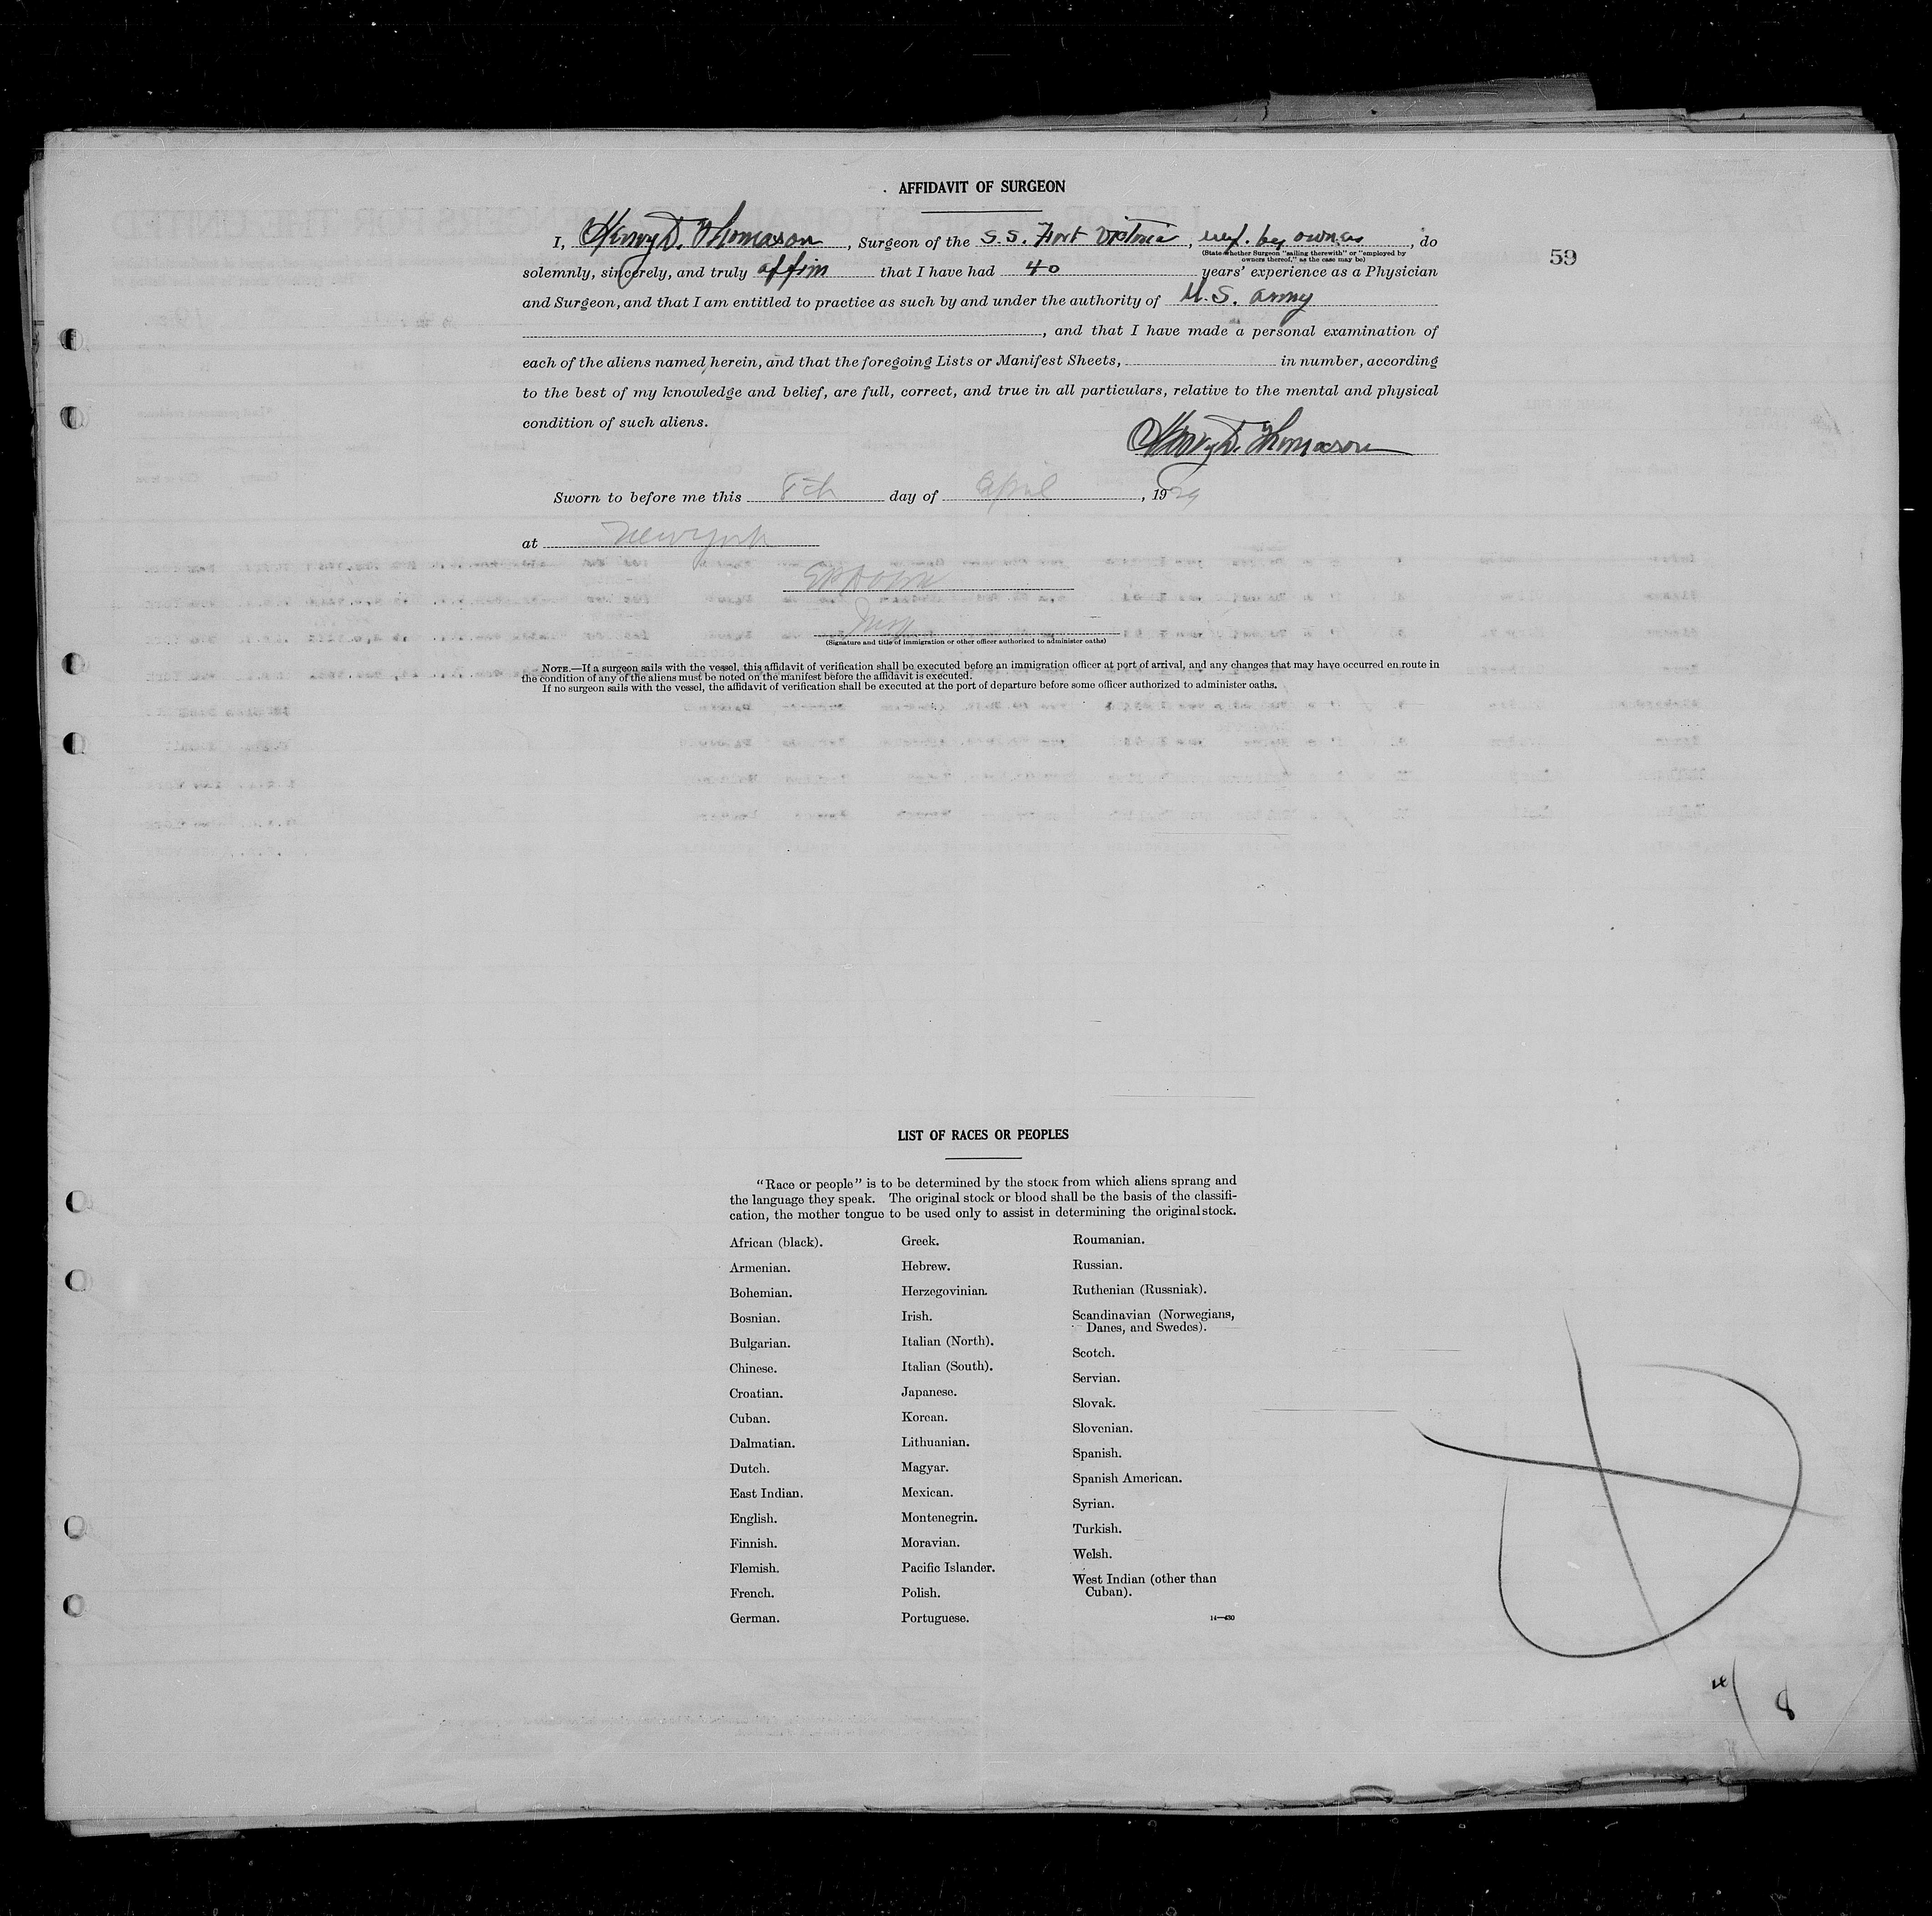 AFFIDAVIT OF SURGEON
I, Henry D. Thomason, Surgeon of the S.S. Fort Victoria, by owners, do
(State whether Surgeon "sailing therewith" or "employed by
owners thereof," as the case may be)
59
solemnly, sincerely, and truly affirm that I have had 40 years' experience as a Physician
and Surgeon, and that I am entitled to practice as such by and under the authority of U.S. Army
, and that I have made a personal examination of
each of the aliens named herein, and that the foregoing Lists or Manifest Sheets, in number, according
to the best of my knowledge and belief, are full, correct, and true in all particulars, relative to the mental and physical
condition of such aliens.
Henry D. Thomason
Sworn to before me this 8th day of April, 1929
at New York
Insp
(Signature and title of immigration or other officer authorized to administer oaths)
NOTE.—If a surgeon sails with the vessel, this affidavit of verification shall be executed before an immigration officer at port of arrival, and any changes that may have occurred en route in
the condition of any of the aliens must be noted on the manifest before the affidavit is executed.
If no surgeon sails with the vessel, the affidavit of verification shall be executed at the port of departure before some officer authorized to administer oaths.
LIST OF RACES OR PEOPLES
"Race or people" is to be determined by the stock from which aliens sprang and
the language they speak. The original stock or blood shall be the basis of the classifi-
cation, the mother tongue to be used only to assist in determining the original stock.
African (black).
Armenian.
Bohemian.
Bosnian.
Bulgarian.
Chinese.
Croatian.
Cuban.
Dalmatian.
Dutch.
East Indian.
English.
Finnish.
Flemish.
French.
German.
Greek.
Hebrew.
Herzegovinian.
Irish.
Italian (North).
Italian (South).
Japanese.
Korean.
Lithuanian.
Magyar.
Mexican.
Montenegrin.
Moravian.
Pacific Islander.
Polish.
Portuguese.
Roumanian.
Russian.
Ruthenian (Russniak).
Scandinavian (Norwegians,
Danes, and Swedes).
Scotch.
Servian.
Slovak.
Slovenian.
Spanish.
Spanish American.
Syrian.
Turkish.
Welsh.
West Indian (other than
Cuban).
14—430
8